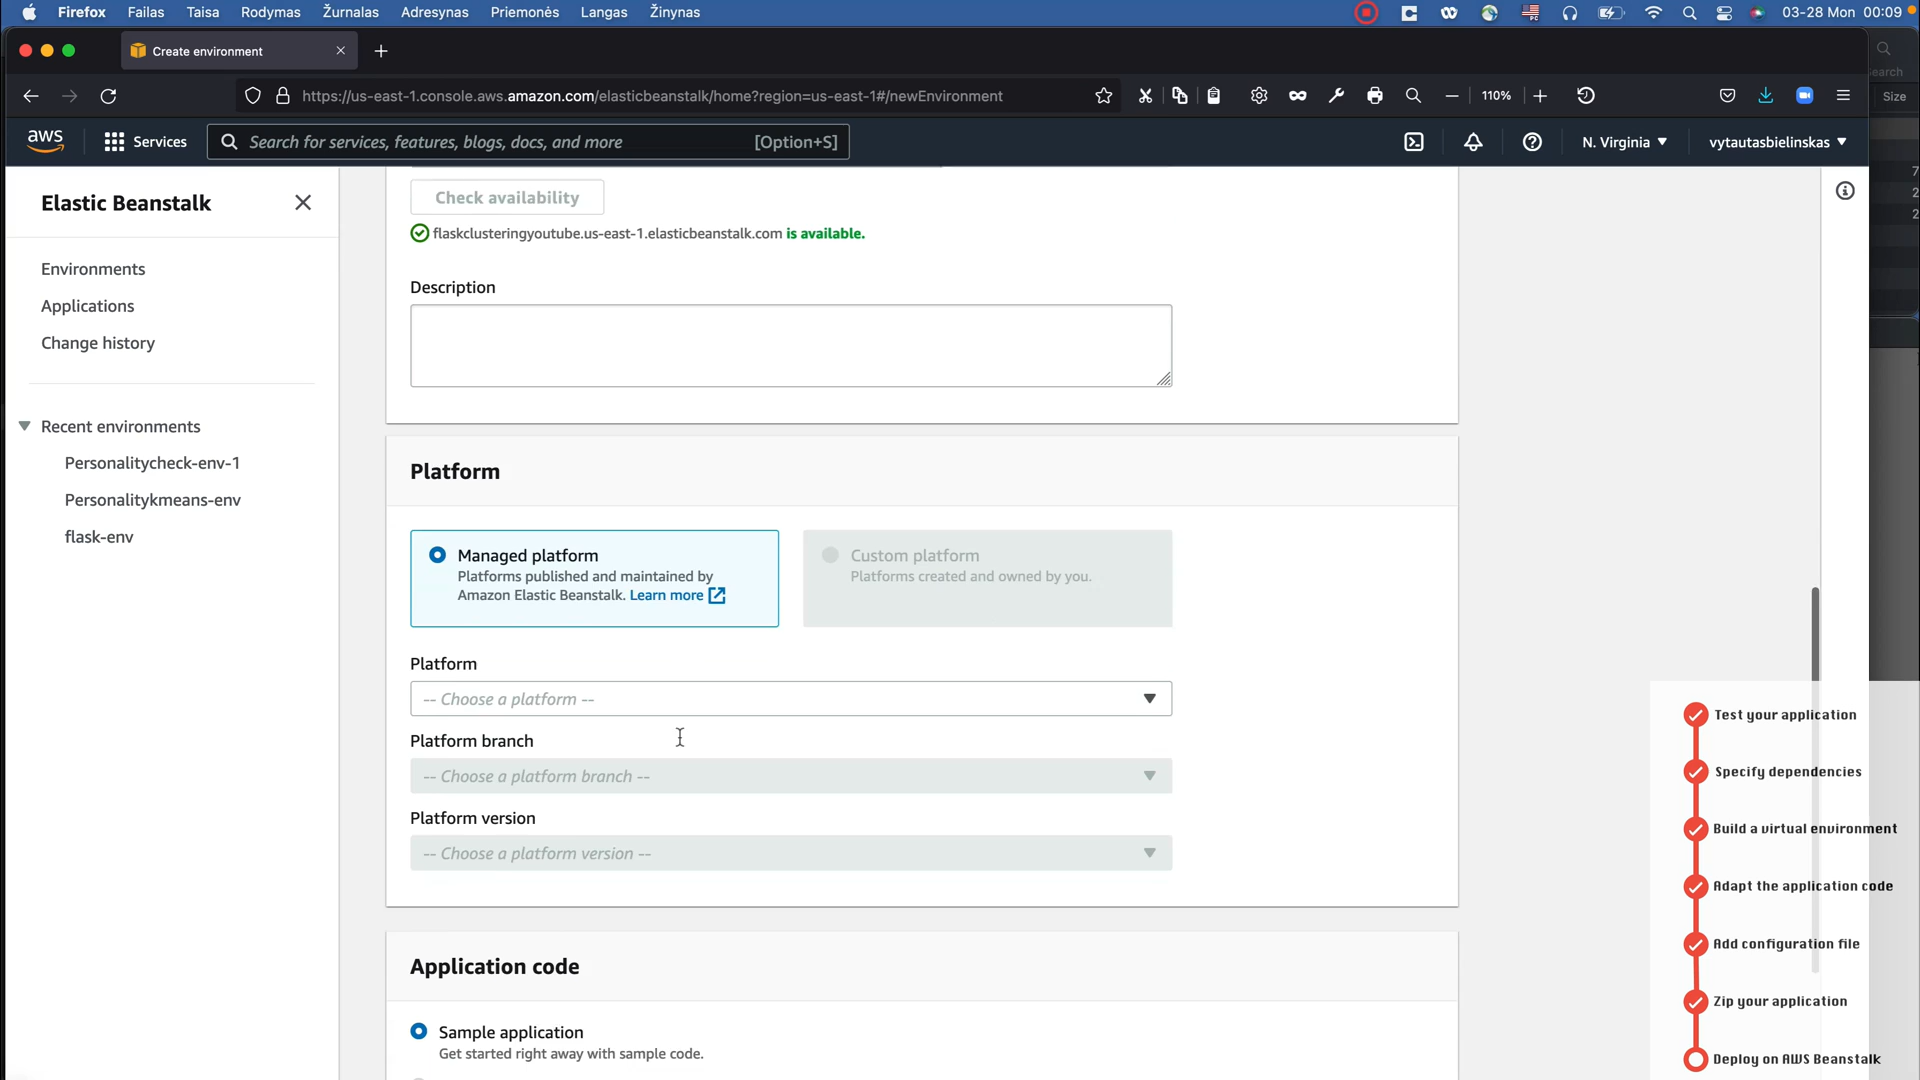 Firefox Failas Taisa Rodymas Žurnalas Adresynas Priemonės Langas Žinynas 03-28 Mon 00:09
Create environment
https://us-east-1.console.aws.amazon.com/elasticbeanstalk/home?region=us-east-1#/newEnvironment 110% Size
aws Services Search for services, features, blogs, docs, and more [Option+S] N. Virginia vytautasbielinskas
Elastic Beanstalk
Environments
Applications
Change history
Recent environments
Personalitycheck-env-1
Personalitykmeans-env
flask-env
Check availability
flaskclusteringyoutube.us-east-1.elasticbeanstalk.com is available.
Description
Platform
Managed platform
Platforms published and maintained by
Amazon Elastic Beanstalk. Learn more
Custom platform
Platforms created and owned by you.
Platform
-- Choose a platform --
Platform branch
-- Choose a platform branch --
Platform version
-- Choose a platform version --
Application code
Sample application
Get started right away with sample code.
Test your application
Specify dependencies
Build a virtual environment
Adapt the application code
Add configuration file
Zip your application
Deploy on AWS Beanstalk